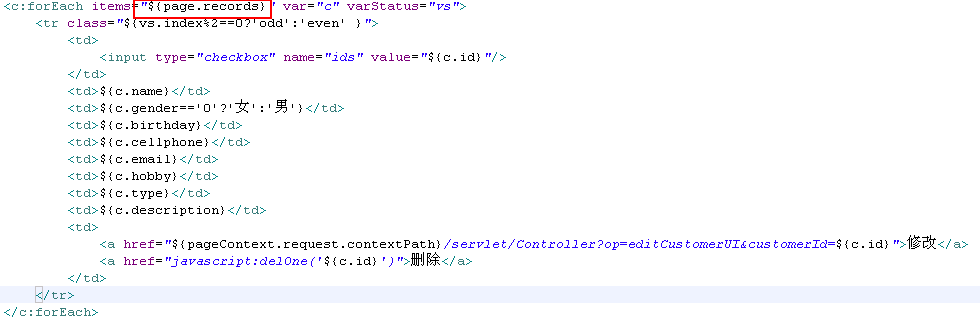 <c:forEach items="${page.records}" var="c" varStatus="vs">
<tr class="${vs.index%2==0?'odd':'even' }">
<td>
<input type="checkbox" name="ids" value="${c.id}"/>
</td>
<td>${c.name}</td>
<td>${c.gender=='0'?'女':'男'}</td>
<td>${c.birthday}</td>
<td>${c.cellphone}</td>
<td>${c.email}</td>
<td>${c.hobby}</td>
<td>${c.type}</td>
<td>${c.description}</td>
<td>
<a href="${pageContext.request.contextPath}/servlet/Controller?op=editCustomerUI&customerId=${c.id}">修改</a>
<a href="javascript:delOne('${c.id}')">删除</a>
</td>
</tr>
</c:forEach>